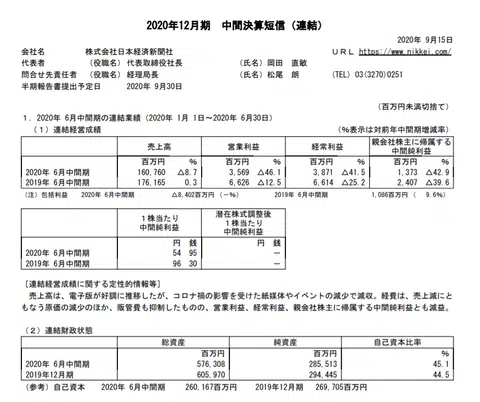 2020年12月期 中間決算短信（連結）
2020年 9月15日
会社名 株式会社日本経済新聞社 ＵＲＬ https://www.nikkei.com/
代表者 （役職名）代表取締役社長 （氏名）岡田 直敏
問合せ先責任者 （役職名）経理局長 （氏名）松尾 朗 (TEL) 03(3270)0251
半期報告書提出予定日 2020年 9月30日
（百万円未満切捨て）
１．2020年 6月中間期の連結業績（2020年 1月 1日～2020年 6月30日）
（１）連結経営成績 （％表示は対前年中間期増減率）
売上高 営業利益 経常利益 親会社株主に帰属する中間純利益
百万円 ％ 百万円 ％ 百万円 ％ 百万円 ％
2020年 6月中間期 160,760 △8.7 3,569 △46.1 3,871 △41.5 1,373 △42.9
2019年 6月中間期 176,165 0.3 6,626 △12.5 6,614 △25.2 2,407 △39.6
（注）包括利益 2020年 6月中間期 △8,402百万円（－％） 2019年 6月中間期 1,086百万円（ 9.6％）
１株当たり中間純利益 潜在株式調整後１株当たり中間純利益
円 銭 円 銭
2020年 6月中間期 54 95 －
2019年 6月中間期 96 30 －
［連結経営成績に関する定性的情報等］
売上高は、電子版が好調に推移したが、コロナ禍の影響を受けた紙媒体やイベントの減少で減収。経費は、売上減にと
もなう原価の減少のほか、販管費も抑制したものの、営業利益、経常利益、親会社株主に帰属する中間純利益とも減益。
（２）連結財政状態
総資産 純資産 自己資本比率
百万円 百万円 ％
2020年 6月中間期 576,308 285,513 45.1
2019年12月期 605,970 294,445 44.5
（参考）自己資本 2020年 6月中間期 260,167百万円 2019年12月期 269,705百万円